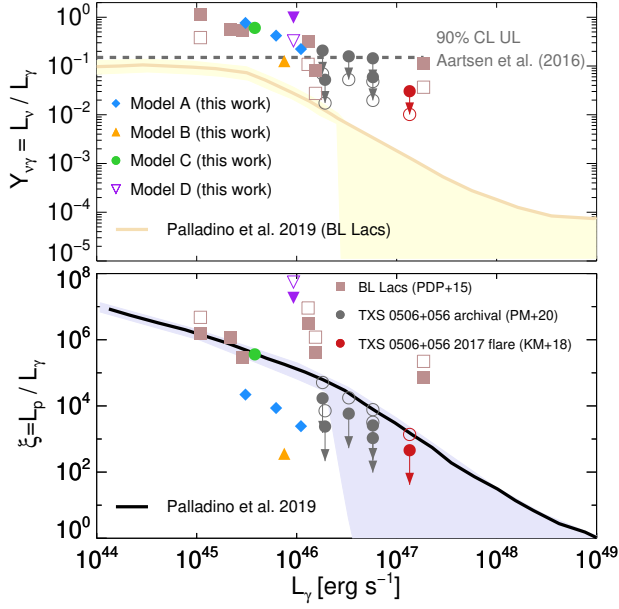 10^1
10^0
10^{-1}
10^{-2}
10^{-3}
10^{-4}
10^{-5}
Y_{νγ} = L_ν / L_γ
90% CL UL
Aartsen et al. (2016)
Model A (this work)
Model B (this work)
Model C (this work)
Model D (this work)
Palladino et al. 2019 (BL Lacs)
10^8
10^6
10^4
10^2
10^0
ξ=L_p / L_γ
BL Lacs (PDP+15)
TXS 0506+056 archival (PM+20)
TXS 0506+056 2017 flare (KM+18)
Palladino et al. 2019
10^{44} 10^{45} 10^{46} 10^{47} 10^{48} 10^{49}
L_γ [erg s^{-1}]